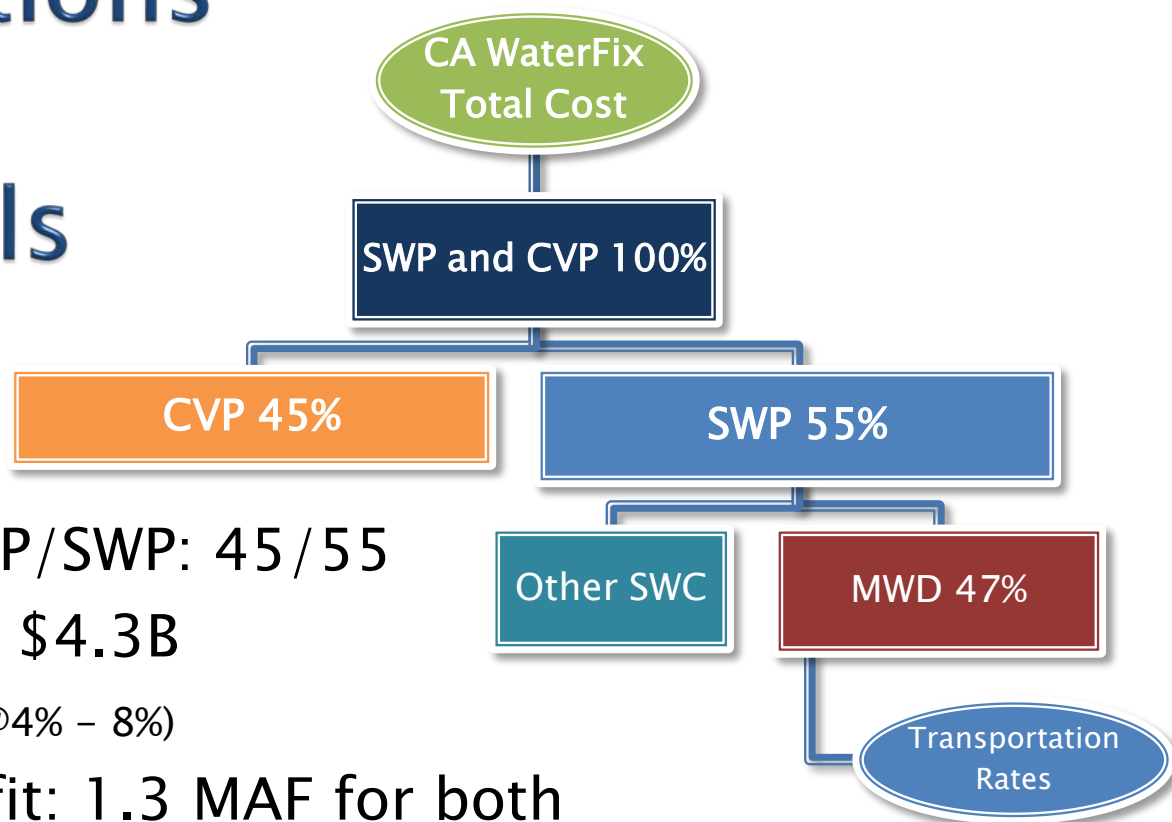 tions
ls
CA WaterFix
Total Cost
SWP and CVP 100%
CVP 45%
SWP 55%
P/SWP: 45/55
Other SWC
MWD 47%
$4.3B
4% – 8%)
Transportation
Rates
fit: 1.3 MAF for both